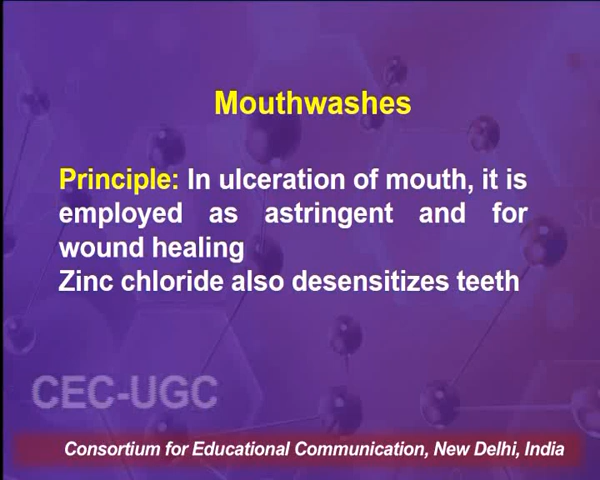 Mouthwashes
Principle: In ulceration of mouth, it is
employed as astringent and for
wound healing
Zinc chloride also desensitizes teeth
CEC-UGC
Consortium for Educational Communication, New Delhi, India